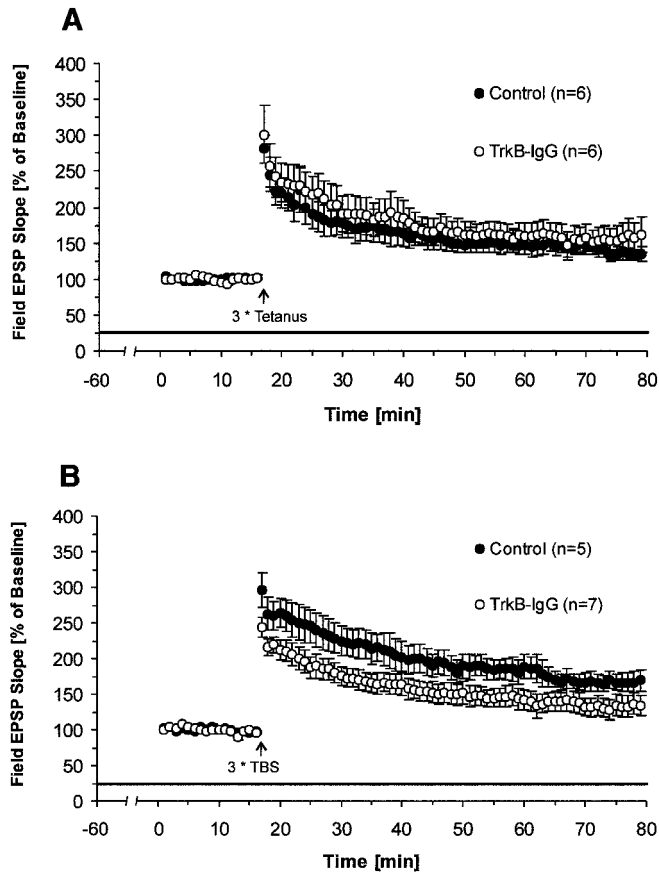 A
Field EPSP Slope [% of Baseline]
400
350
300
250
200
150
100
50
0
Control (n=6)
TrkB-IgG (n=6)
3 * Tetanus
-60 0 10 20 30 40 50 60 70 80
Time [min]
B
Field EPSP Slope [% of Baseline]
400
350
300
250
200
150
100
50
0
Control (n=5)
TrkB-IgG (n=7)
3 * TBS
-60 0 10 20 30 40 50 60 70 80
Time [min]